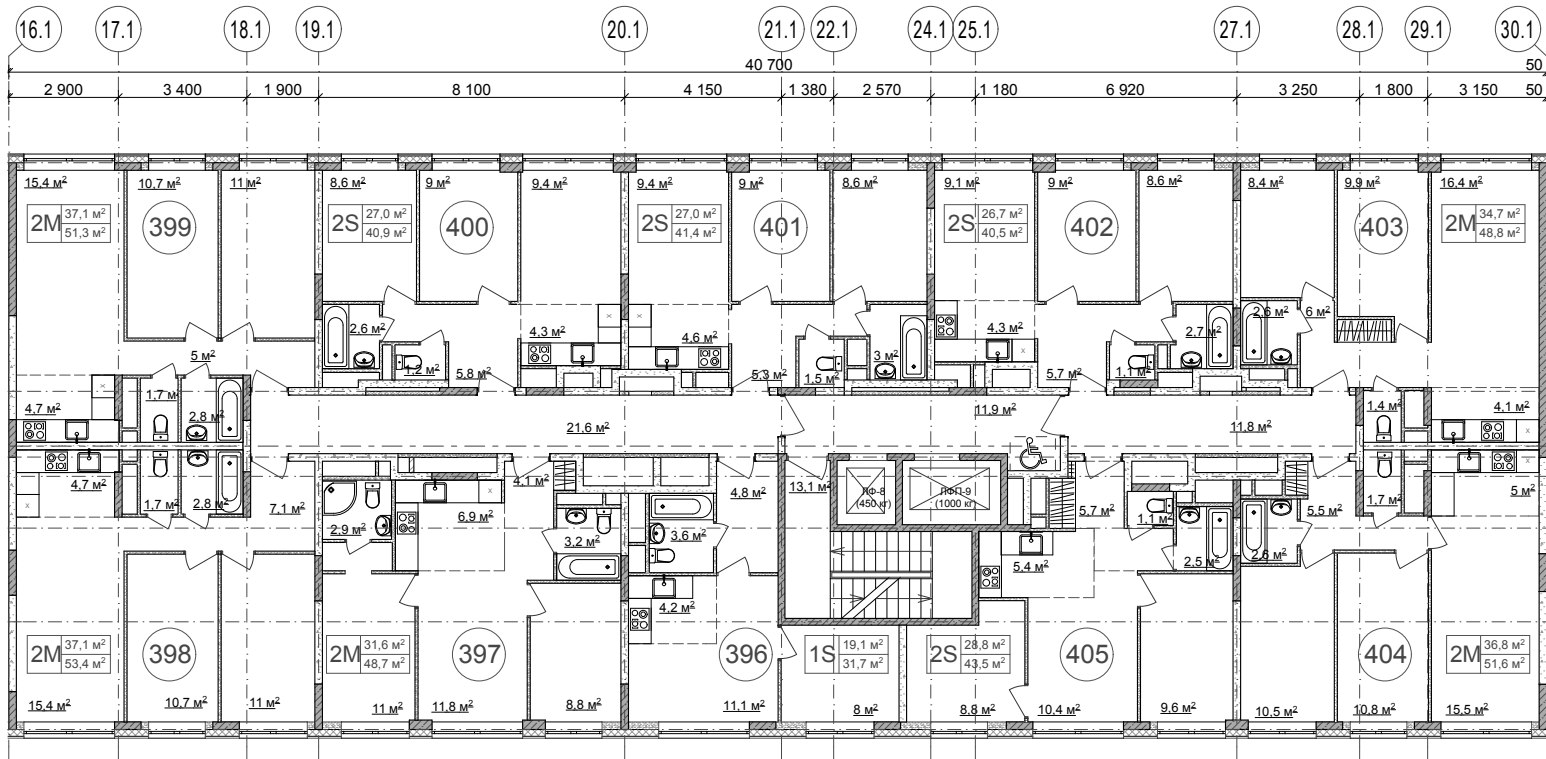 16.1 17.1 18.1 19.1 20.1 21.1 22.1 24.1 25.1 27.1 28.1 29.1 30.1
40 700 50
2 900 3 400 1 900 8 100 4 150 1 380 2 570 1 180 6 920 3 250 1 800 3 150 50
15.4 м² 10.7 м² 11 м² 8,6 м² 9 м² 9.4 м² 9.4 м² 9 м² 8.6 м² 9.1 м² 9 м² 8.6 м² 8.4 м² 9.9 м² 16.4 м²
2M 37,1 м² 399 2S 27,0 м² 400 2S 27,0 м² 401 2S 26,7 м² 402 403 2M 34,7 м²
51,3 м² 40,9 м² 41,4 м² 40,5 м² 48,8 м²
2,6 м² 4.3 м² 4.6 м² 4.3 м² 2.7 м² 2.6 м² 6 м²
5 м² 1.2 м² 5.8 м² 5.3 м² 1.5 м² 3 м² 5.7 м² 1.1 м²
4.7 м² 1.7 м² 2.8 м² 21.6 м² 11.9 м² 11.8 м² 1.4 м² 4.1 м²
4.7 м² 1.7 м² 2.8 м² 7.1 м² 4.1 м² 4.8 м² 13,1 м² ЛФ-8 ЛФП-9 1.7 м² 5 м²
(450 кг) (1000 кг)
2.9 м² 6.9 м² 3.2 м² 3.6 м² 5.7 м² 1.1 м² 5.5 м²
4.2 м² 5.4 м² 2.5 м² 2.6 м²
2M 37,1 м² 398 2M 31,6 м² 397 396 1S 19,1 м² 2S 28,8 м² 405 404 2M 36,8 м²
53,4 м² 48,7 м² 31,7 м² 43,5 м² 51,6 м²
15.4 м² 10.7 м² 11 м² 11 м² 11.8 м² 8.8 м² 11.1 м² 8 м² 8.8 м² 10.4 м² 9.6 м² 10.5 м² 10.8 м² 15.5 м²